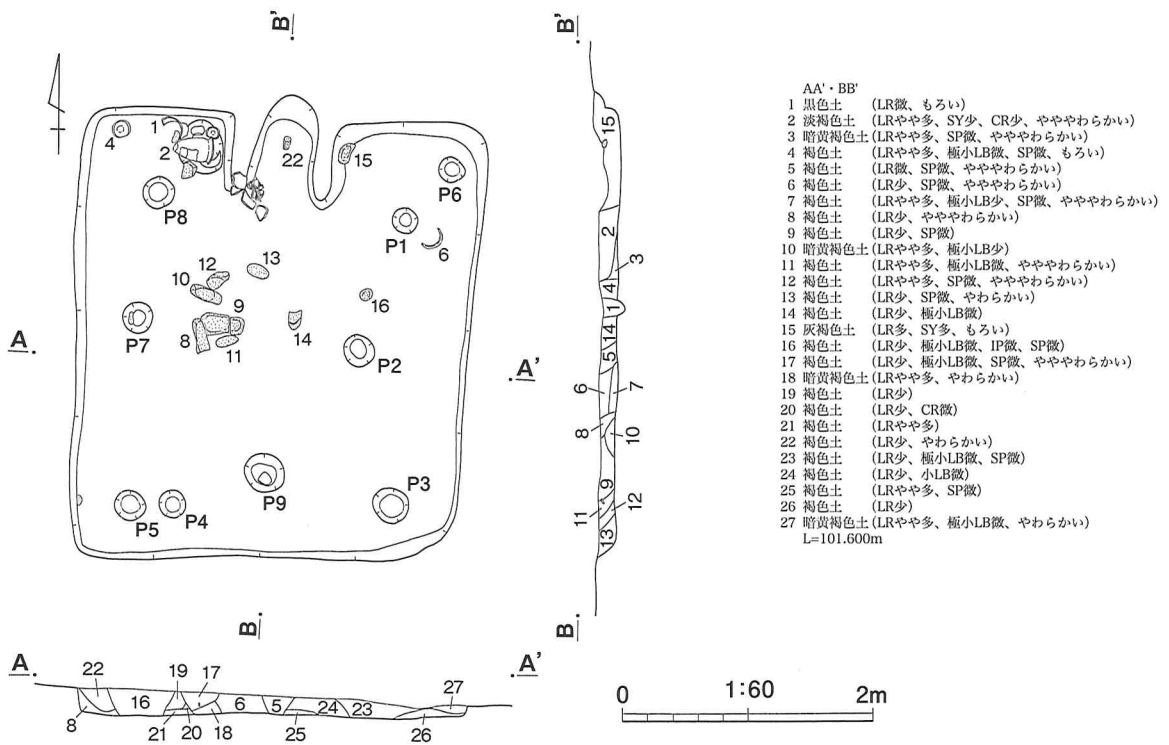 B'
1
4
2
22
15
P6
P8
P1
6
12
13
10
16
9
P7
8
11
14
P2
A
A'
P9
P3
P5
P4
B
A
A'
22
19
17
27
16
6
5
24
23
8
21
20
18
25
26
B'
15
2
3
4
1
14
5
6
7
8
10
9
11
12
13
B
AA'・BB'
1 黒色土 (LR微、もろい)
2 淡褐色土 (LRやや多、SY少、CR少、やややわらかい)
3 暗黄褐色土 (LRやや多、SP微、やややわらかい)
4 褐色土 (LRやや多、極小LB微、SP微、もろい)
5 褐色土 (LR微、SP微、やややわらかい)
6 褐色土 (LR少、SP微、やややわらかい)
7 褐色土 (LRやや多、極小LB少、SP微、やややわらかい)
8 褐色土 (LR少、やややわらかい)
9 褐色土 (LR少、SP微)
10 暗黄褐色土 (LRやや多、極小LB少)
11 褐色土 (LRやや多、極小LB微、やややわらかい)
12 褐色土 (LRやや多、SP微、やややわらかい)
13 褐色土 (LR少、SP微、やわらかい)
14 褐色土 (LR少、極小LB微)
15 灰褐色土 (LR多、SY多、もろい)
16 褐色土 (LR少、極小LB微、IP微、SP微)
17 褐色土 (LR少、極小LB微、SP微、やややわらかい)
18 暗黄褐色土 (LRやや多、やわらかい)
19 褐色土 (LR少)
20 褐色土 (LR少、CR微)
21 褐色土 (LRやや多)
22 褐色土 (LR少、やわらかい)
23 褐色土 (LR少、極小LB微、SP微)
24 褐色土 (LR少、小LB微)
25 褐色土 (LRやや多、SP微)
26 褐色土 (LR少)
27 暗黄褐色土 (LRやや多、極小LB微、やわらかい)
L=101.600m
0 1:60 2m